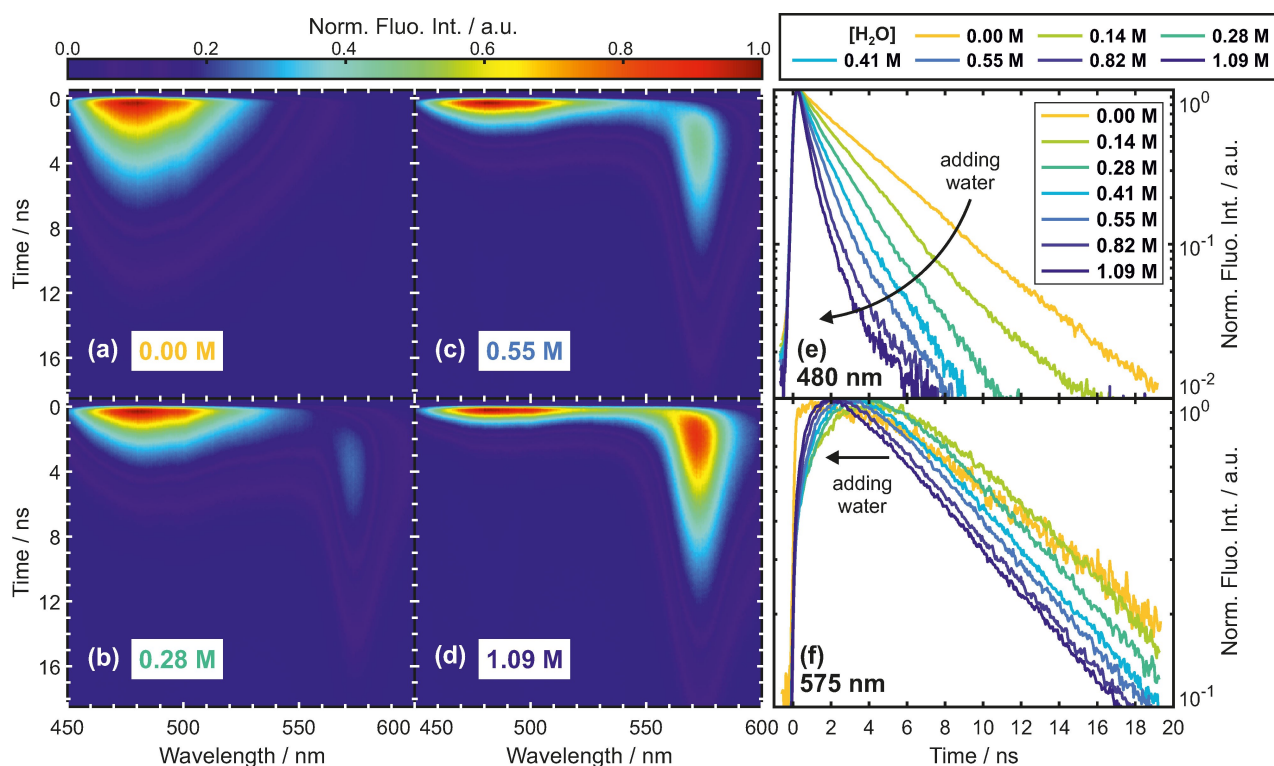 Norm. Fluo. Int. / a.u.
0.0 0.2 0.4 0.6 0.8 1.0
[H₂O] 0.00 M 0.14 M 0.28 M
0.41 M 0.55 M 0.82 M 1.09 M
0
4
8
12
16
Time / ns
(a) 0.00 M
(c) 0.55 M
0
4
8
12
16
Time / ns
(b) 0.28 M
(d) 1.09 M
450 500 550 600
450 500 550 600
Wavelength / nm
Wavelength / nm
adding
water
0.00 M
0.14 M
0.28 M
0.41 M
0.55 M
0.82 M
1.09 M
(e)
480 nm
10⁰
10⁻¹
10⁻²
Norm. Fluo. Int. / a.u.
adding
water
(f)
575 nm
10⁰
10⁻¹
Norm. Fluo. Int. / a.u.
0 2 4 6 8 10 12 14 16 18 20
Time / ns